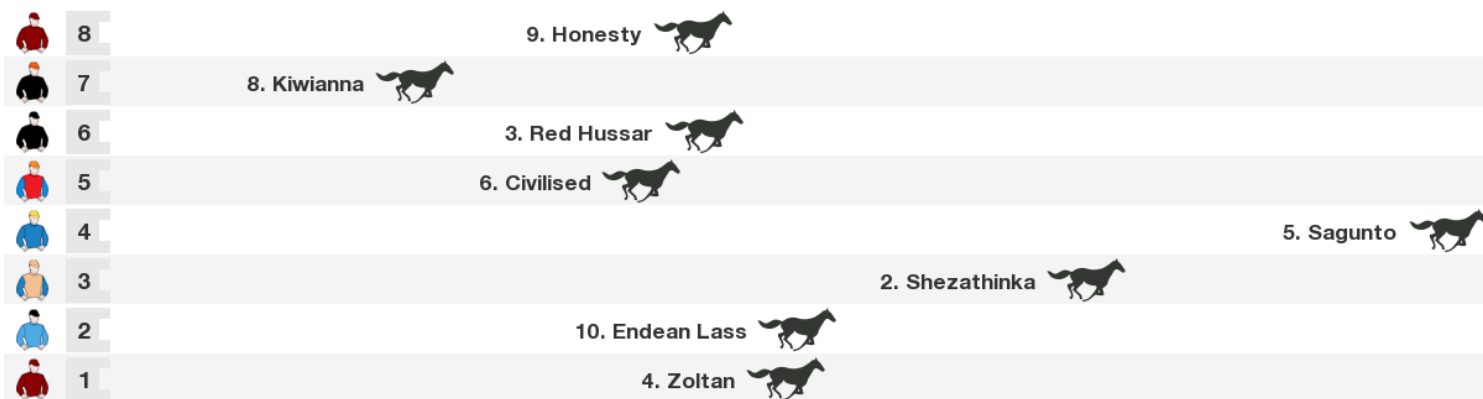 8 9. Honesty
7 8. Kiwianna
6 3. Red Hussar
5 6. Civilised
4 5. Sagunto
3 2. Shezathinka
2 10. Endean Lass
1 4. Zoltan